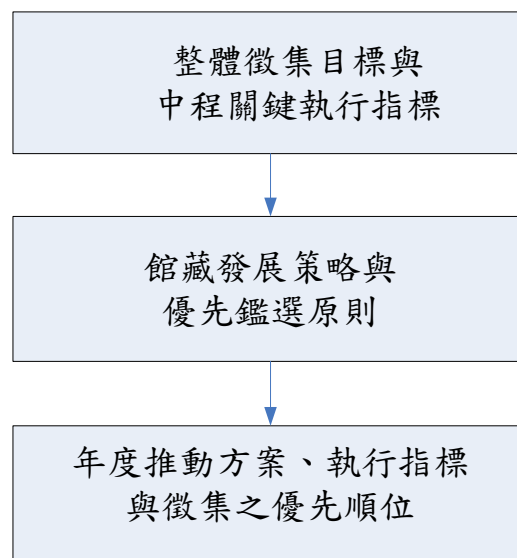 整體徵集目標與
中程關鍵執行指標
館藏發展策略與
優先鑑選原則
年度推動方案、執行指標
與徵集之優先順位